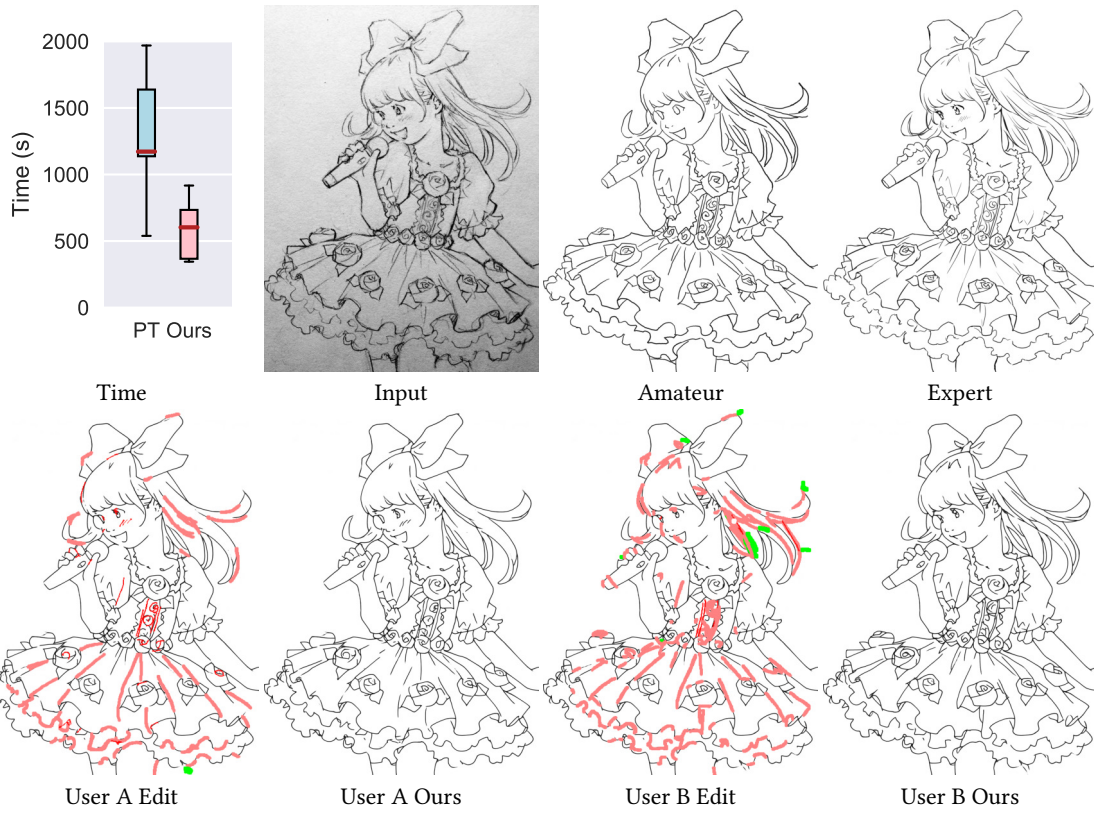 2000
1500
1000
500
0
Time (s)
PT Ours
Time
Input
Amateur
Expert
User A Edit
User A Ours
User B Edit
User B Ours